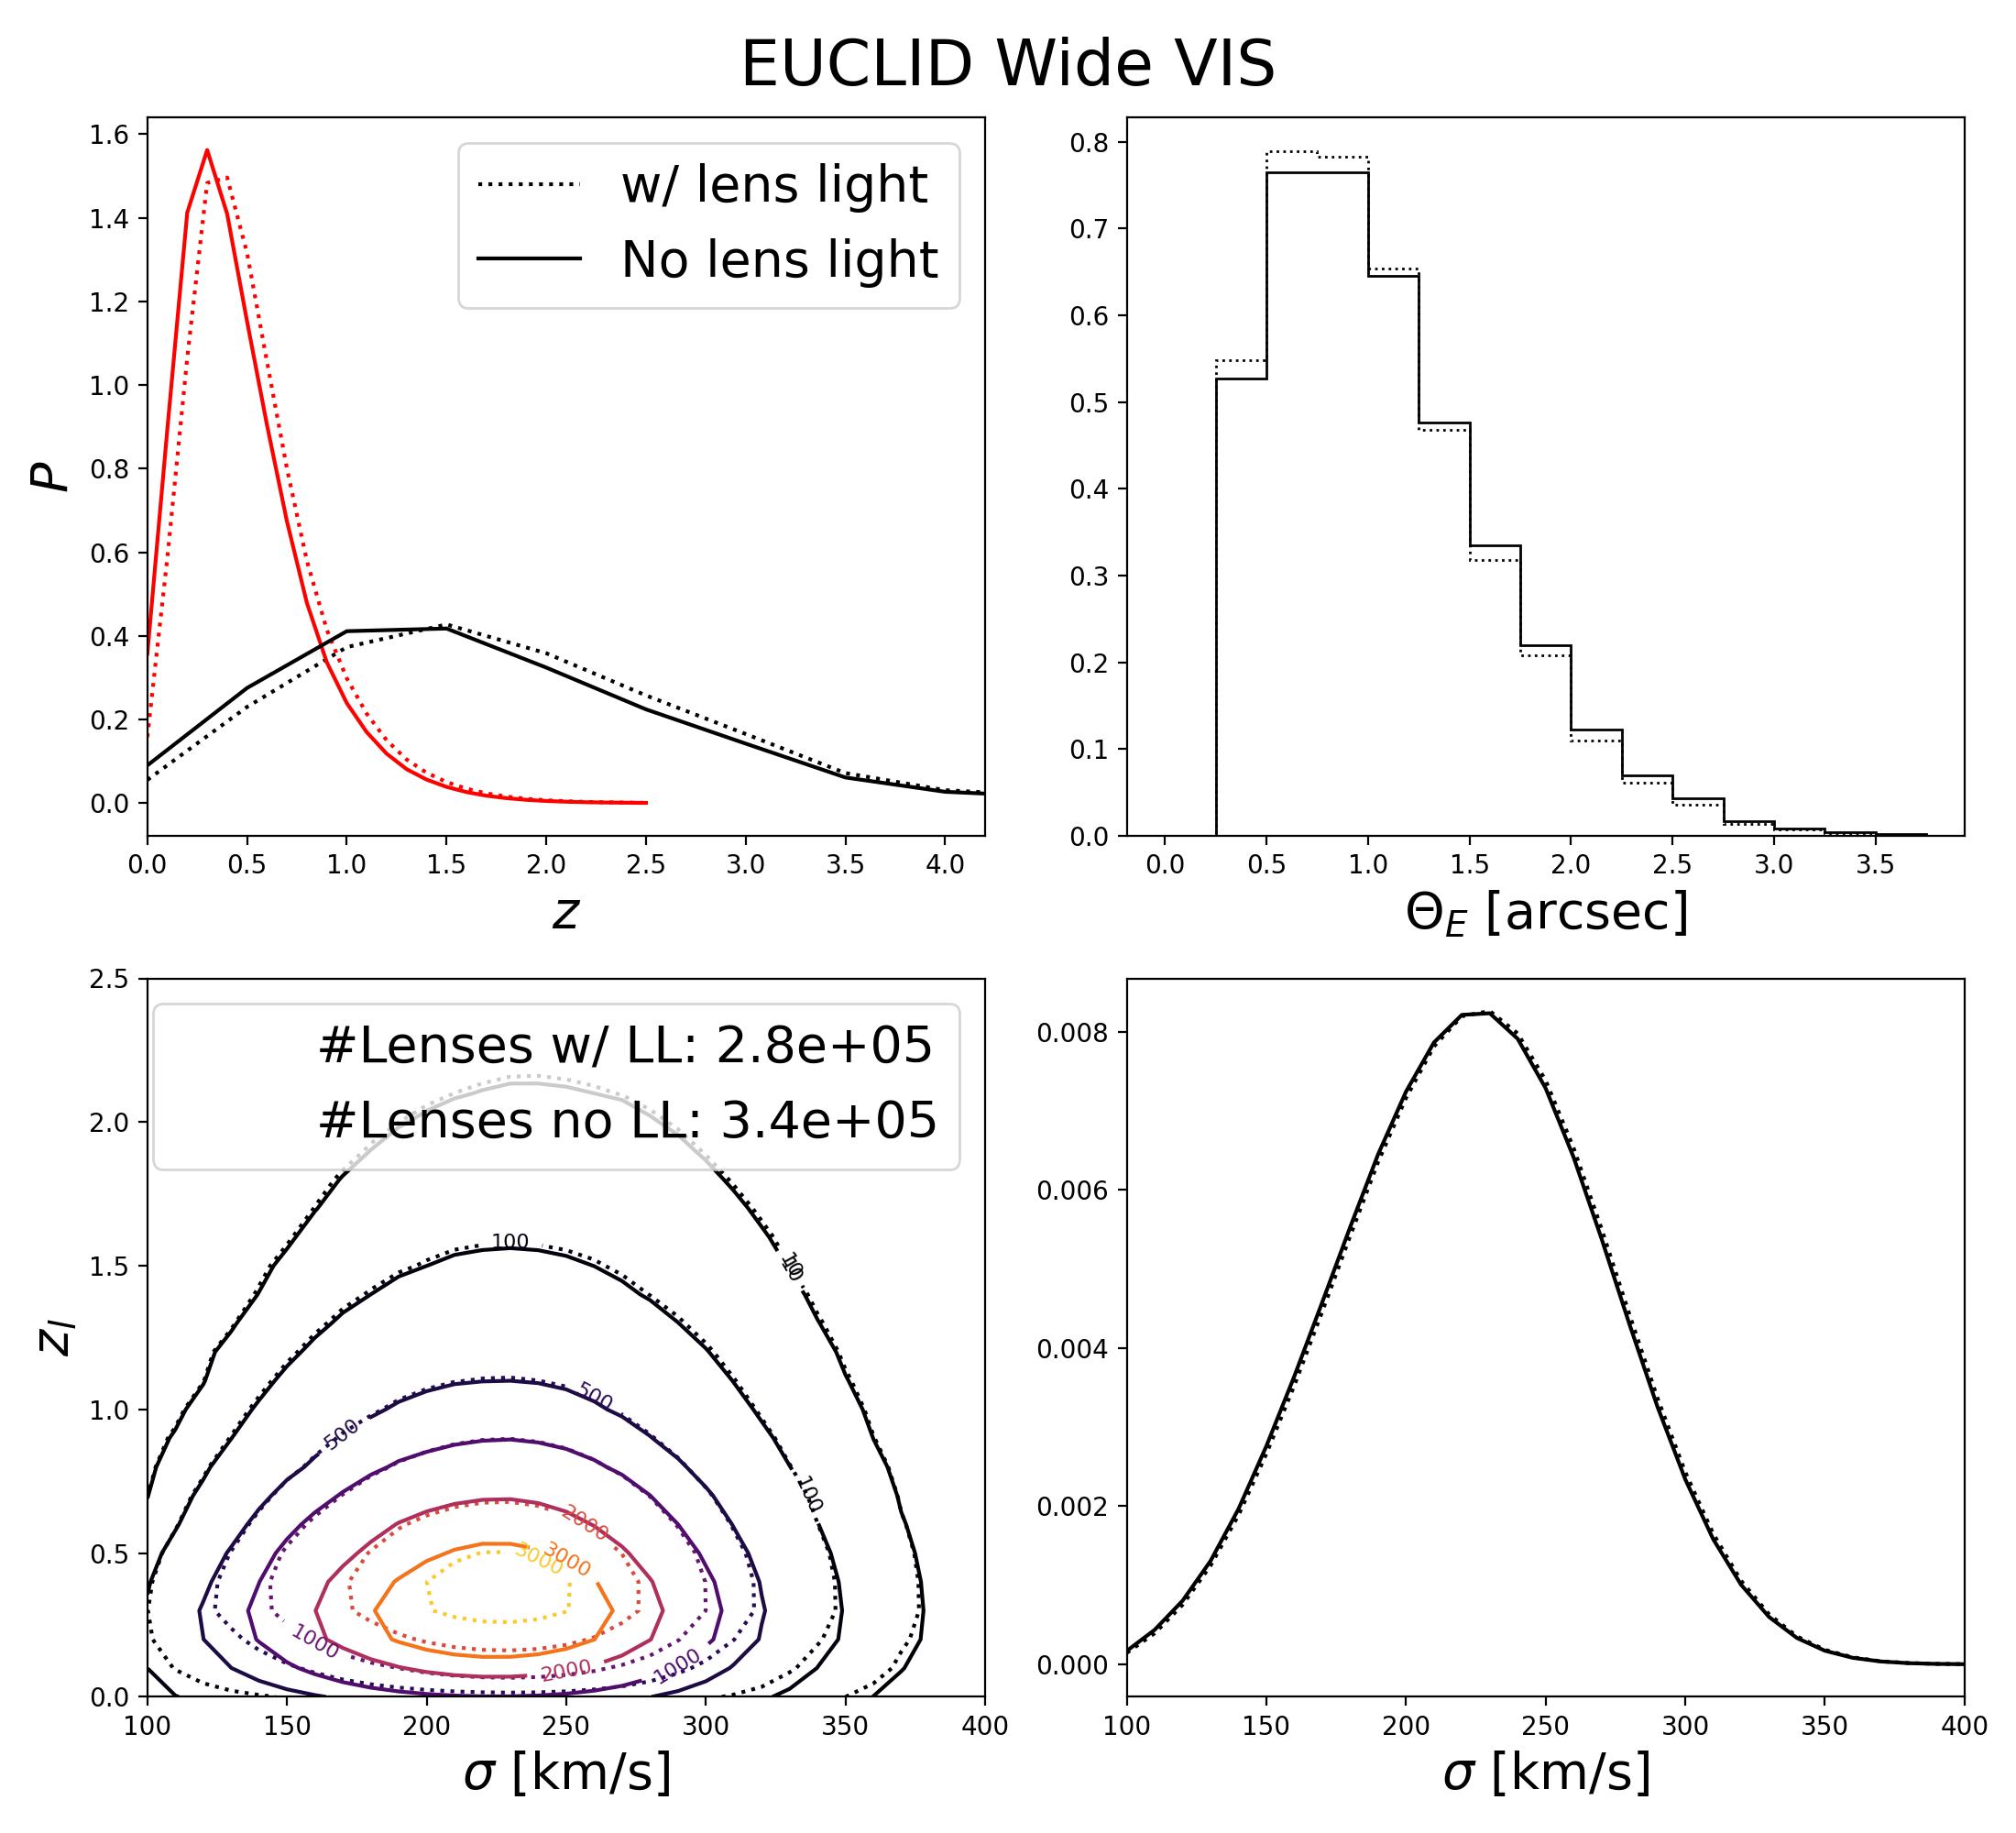 EUCLID Wide VIS
1.6
1.4
1.2
1.0
0.8
0.6
0.4
0.2
0.0
P
w/ lens light
No lens light
0.0 0.5 1.0 1.5 2.0 2.5 3.0 3.5 4.0
z
0.8
0.7
0.6
0.5
0.4
0.3
0.2
0.1
0.0
0.0 0.5 1.0 1.5 2.0 2.5 3.0 3.5
Θ_E [arcsec]
2.5
2.0
1.5
1.0
0.5
0.0
z_l
#Lenses w/ LL: 2.8e+05
#Lenses no LL: 3.4e+05
100
10
500
500
100
2000
3000
3000
1000
2000
1000
100 150 200 250 300 350 400
σ [km/s]
0.008
0.006
0.004
0.002
0.000
100 150 200 250 300 350 400
σ [km/s]